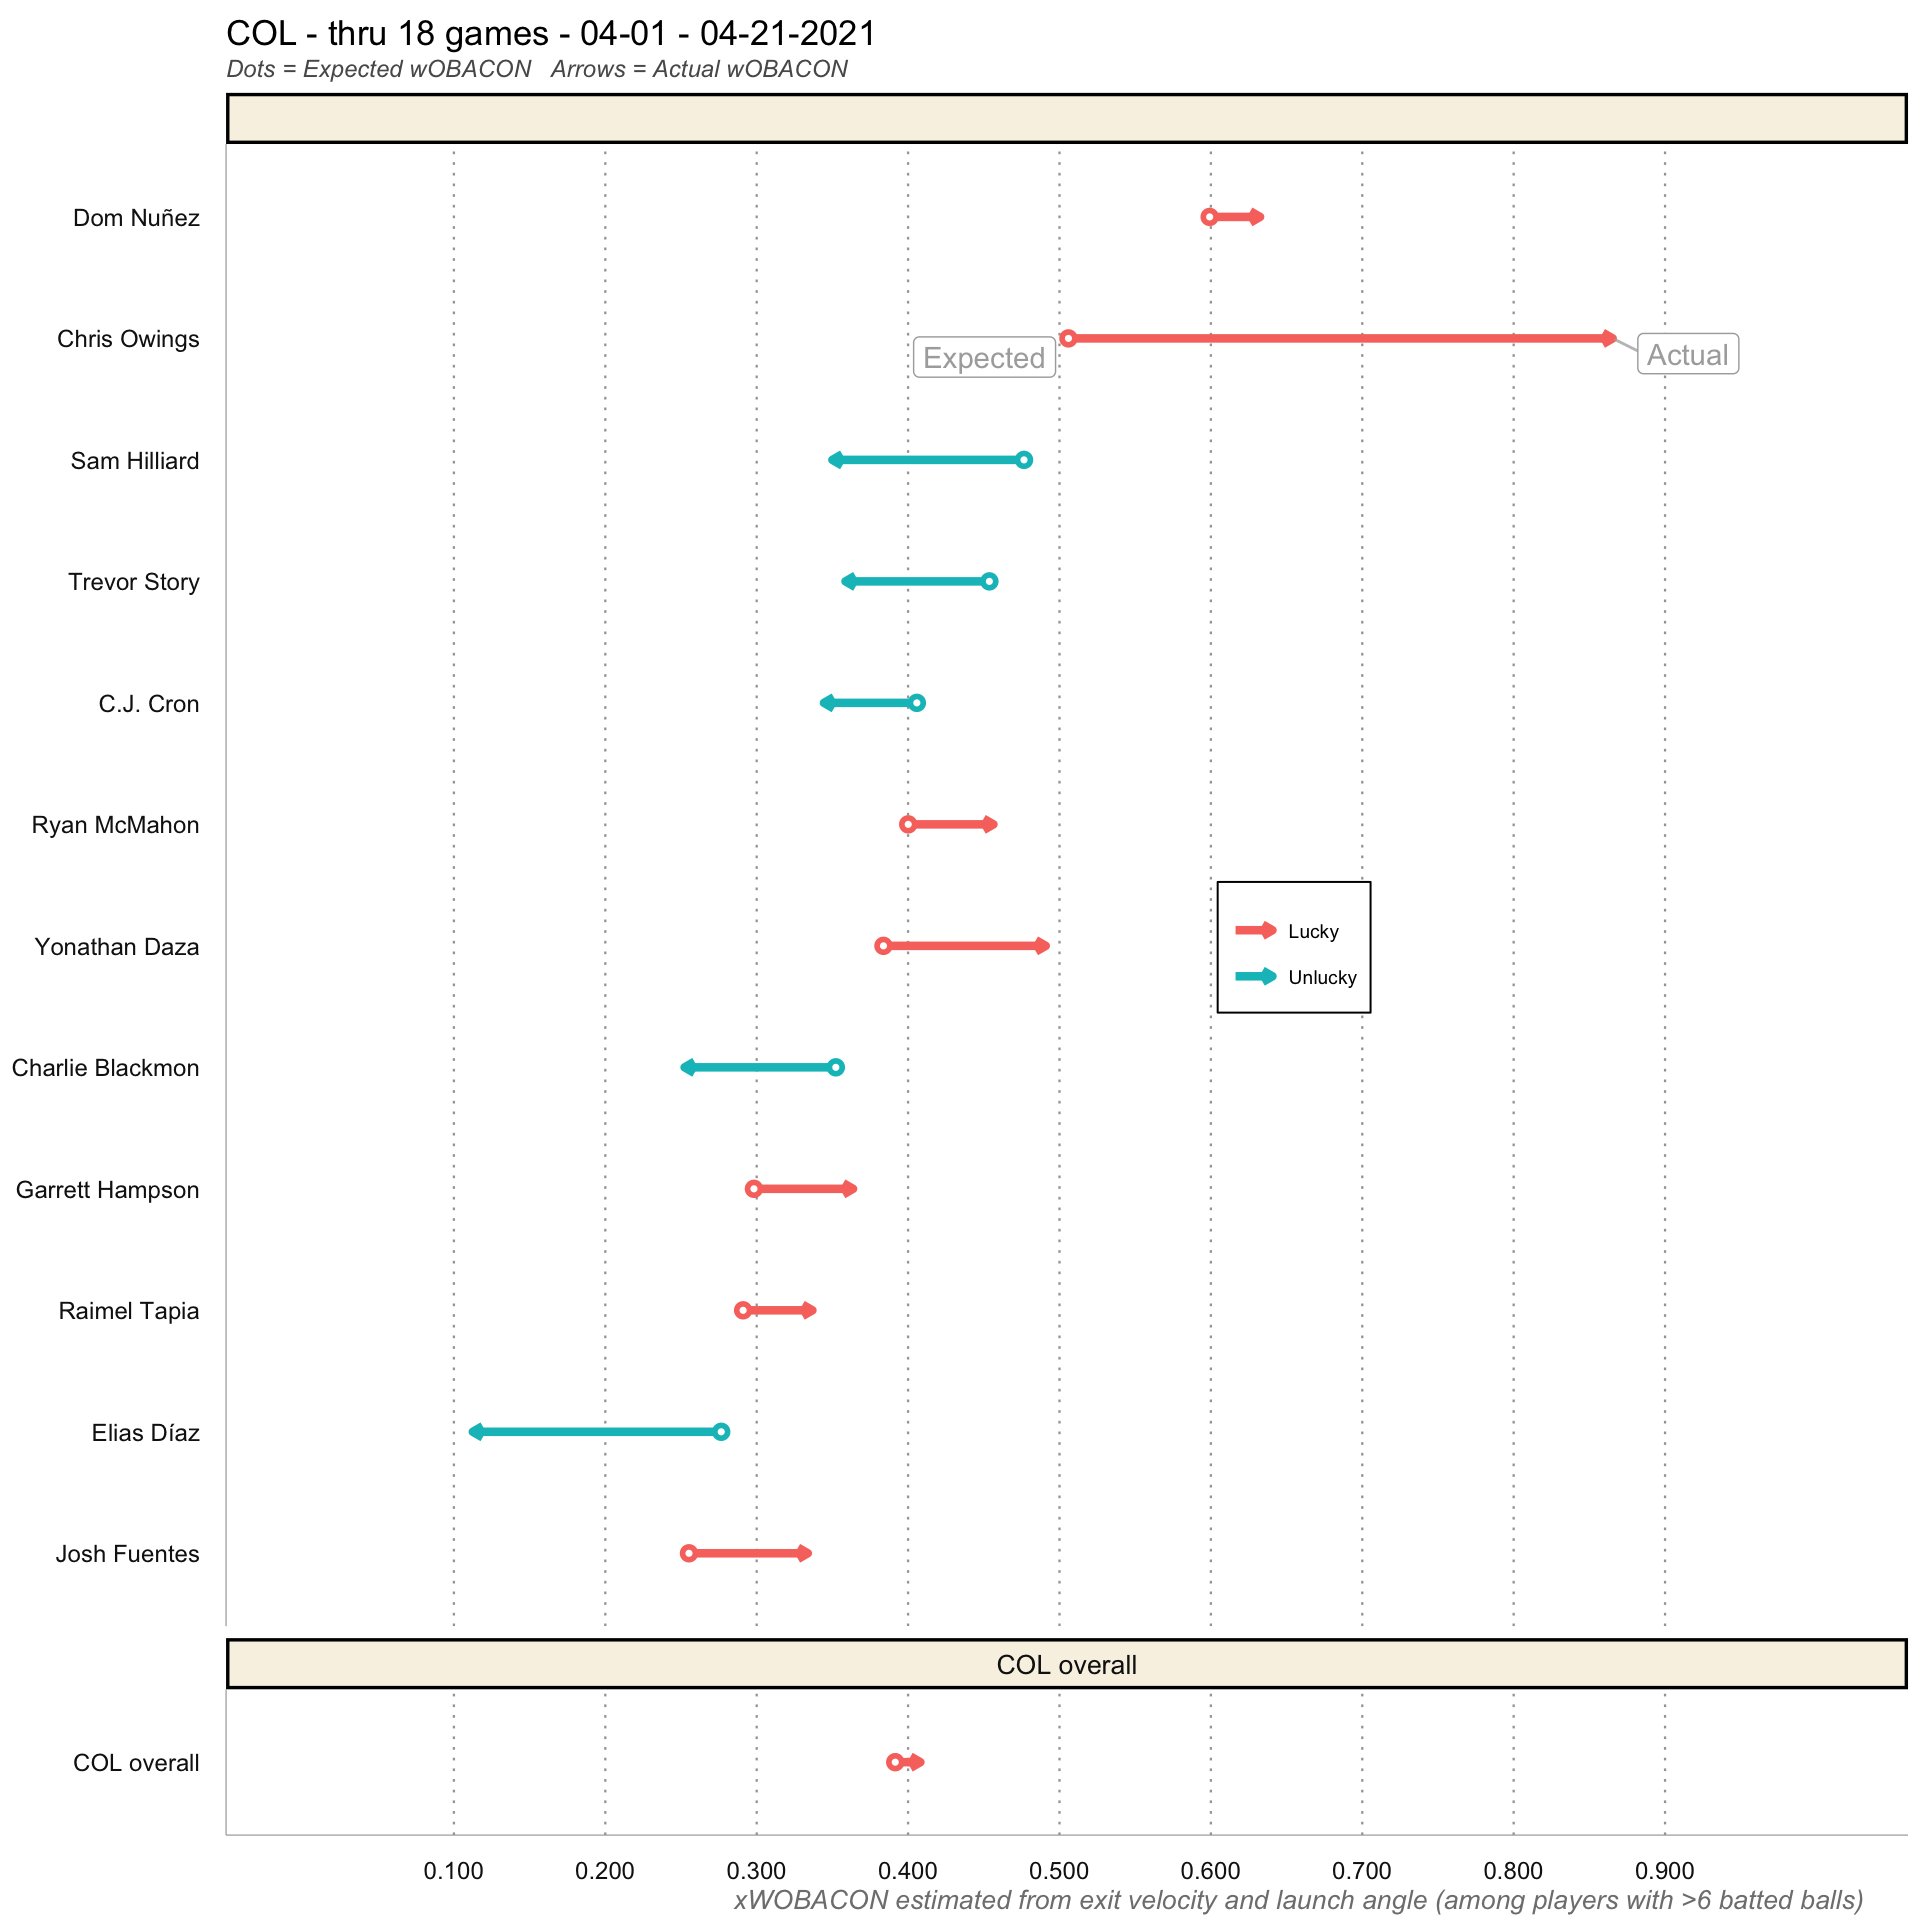 COL - thru 18 games - 04-01 - 04-21-2021
Dots = Expected wOBACON   Arrows = Actual wOBACON
Dom Nuñez
Chris Owings
Expected
Actual
Sam Hilliard
Trevor Story
C.J. Cron
Ryan McMahon
Yonathan Daza
Lucky
Unlucky
Charlie Blackmon
Garrett Hampson
Raimel Tapia
Elias Díaz
Josh Fuentes
COL overall
COL overall
0.100 0.200 0.300 0.400 0.500 0.600 0.700 0.800 0.900
xWOBACON estimated from exit velocity and launch angle (among players with >6 batted balls)